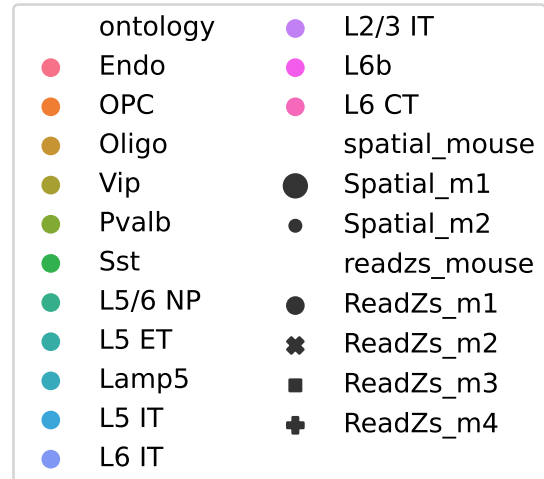 ontology
Endo
OPC
Oligo
Vip
Pvalb
Sst
L5/6 NP
L5 ET
Lamp5
L5 IT
L6 IT
L2/3 IT
L6b
L6 CT
spatial_mouse
Spatial_m1
Spatial_m2
readzs_mouse
ReadZs_m1
ReadZs_m2
ReadZs_m3
ReadZs_m4